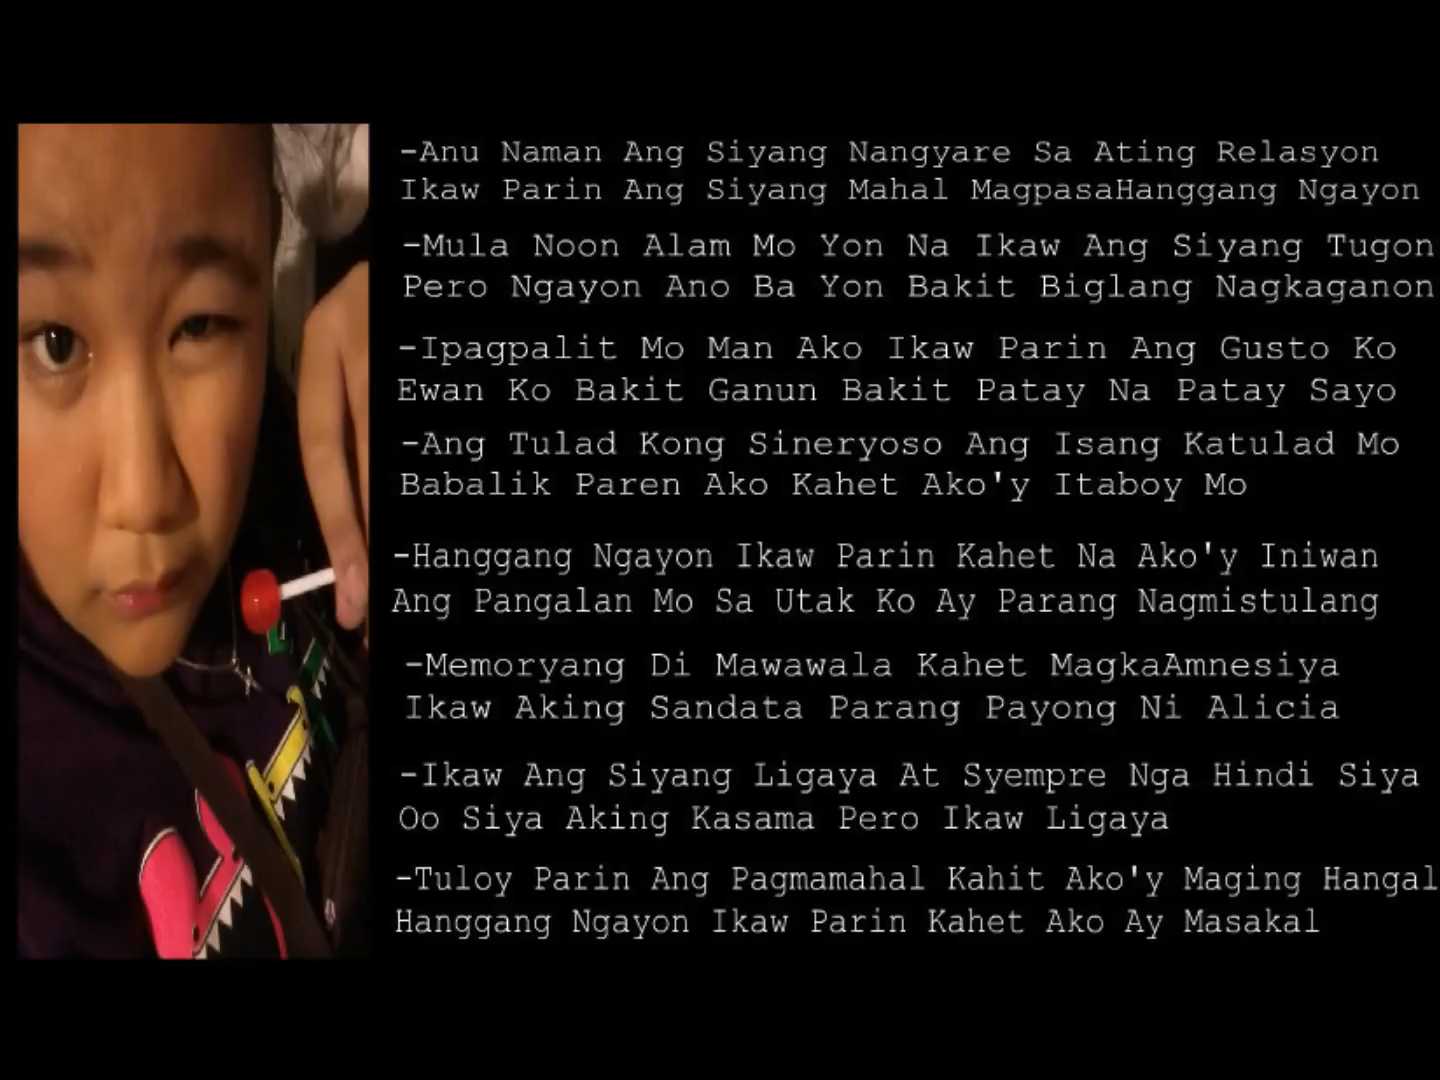 -Anu Naman Ang Siyang Nangyare Sa Ating Relasyon
Ikaw Parin Ang Siyang Mahal MagpasaHanggang Ngayon
-Mula Noon Alam Mo Yon Na Ikaw Ang Siyang Tugon
Pero Ngayon Ano Ba Yon Bakit Biglang Nagkaganon
-Ipagpalit Mo Man Ako Ikaw Parin Ang Gusto Ko
Ewan Ko Bakit Ganun Bakit Patay Na Patay Sayo
-Ang Tulad Kong Sineryoso Ang Isang Katulad Mo
Babalik Paren Ako Kahet Ako'y Itaboy Mo
-Hanggang Ngayon Ikaw Parin Kahet Na Ako'y Iniwan
Ang Pangalan Mo Sa Utak Ko Ay Parang Nagmistulang
-Memoryang Di Mawawala Kahet MagkaAmnesiya
Ikaw Aking Sandata Parang Payong Ni Alicia
-Ikaw Ang Siyang Ligaya At Syempre Nga Hindi Siya
Oo Siya Aking Kasama Pero Ikaw Ligaya
-Tuloy Parin Ang Pagmamahal Kahit Ako'y Maging Hangal
Hanggang Ngayon Ikaw Parin Kahet Ako Ay Masakal